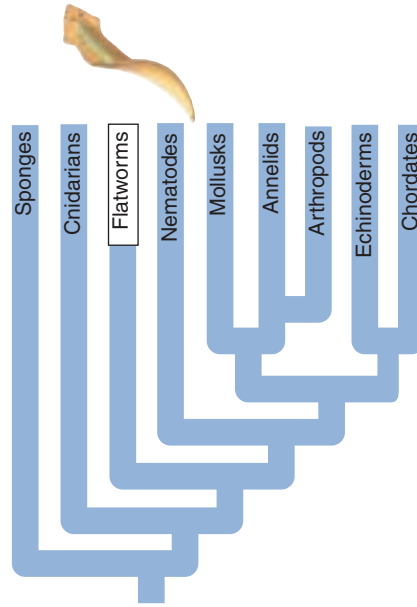 Sponges
Cnidarians
Flatworms
Nematodes
Mollusks
Annelids
Arthropods
Echinoderms
Chordates